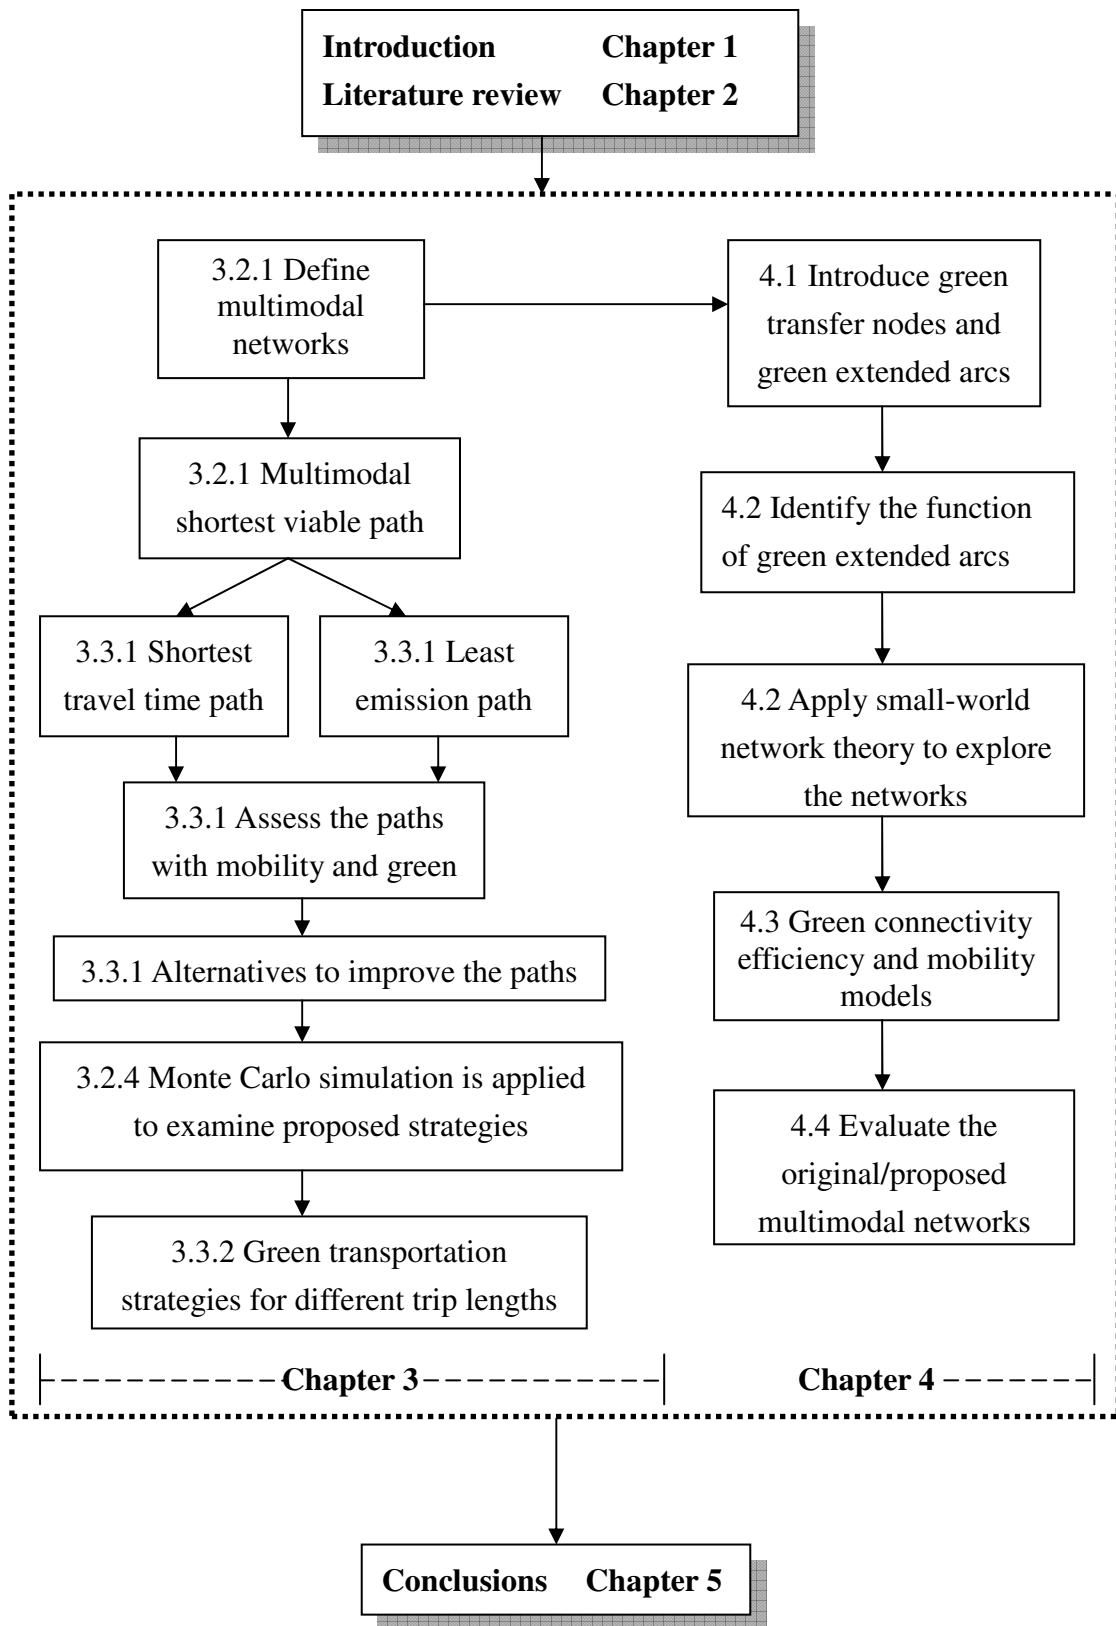 Introduction Chapter 1
Literature review Chapter 2
3.2.1 Define
multimodal
networks
3.2.1 Multimodal
shortest viable path
3.3.1 Shortest
travel time path
3.3.1 Least
emission path
3.3.1 Assess the paths
with mobility and green
3.3.1 Alternatives to improve the paths
3.2.4 Monte Carlo simulation is applied
to examine proposed strategies
3.3.2 Green transportation
strategies for different trip lengths
Chapter 3
4.1 Introduce green
transfer nodes and
green extended arcs
4.2 Identify the function
of green extended arcs
4.2 Apply small-world
network theory to explore
the networks
4.3 Green connectivity
efficiency and mobility
models
4.4 Evaluate the
original/proposed
multimodal networks
Chapter 4
Conclusions Chapter 5